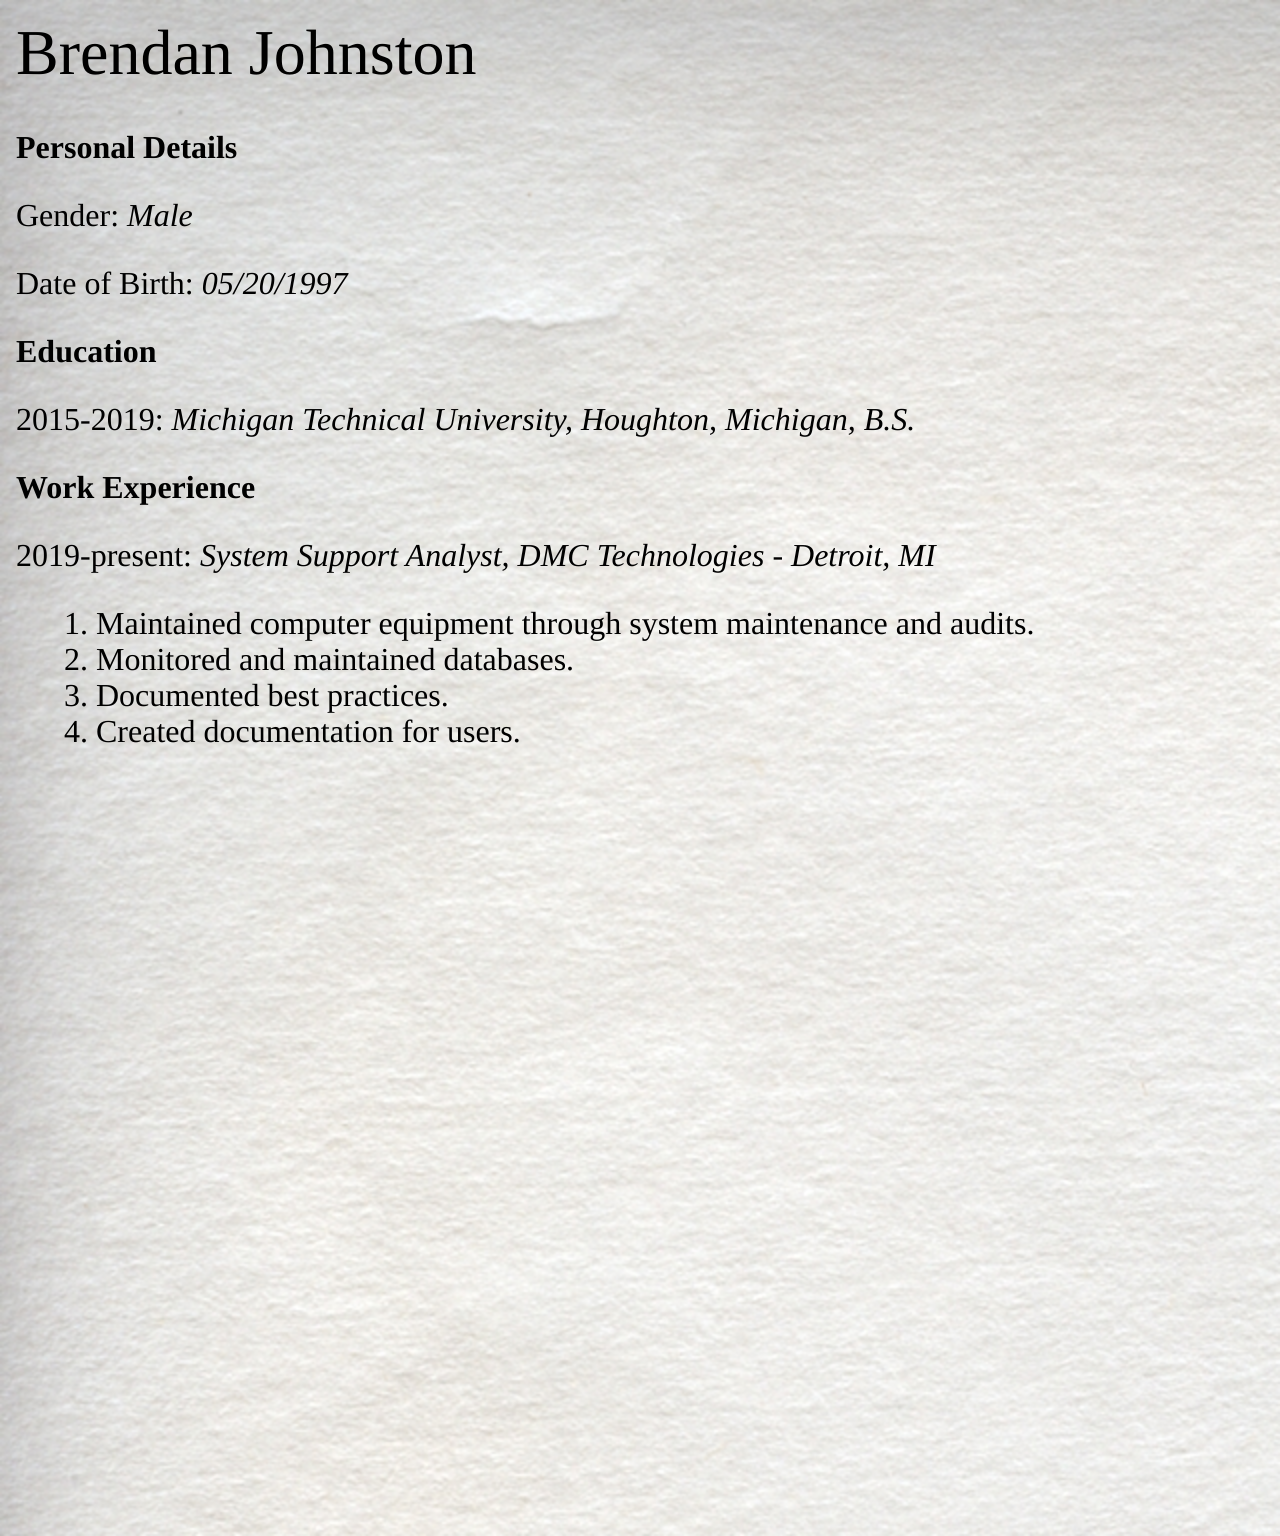 Brendan Johnston
Personal Details
Gender: Male
Date of Birth: 05/20/1997
Education
2015-2019: Michigan Technical University, Houghton, Michigan, B.S.
Work Experience
2019-present: System Support Analyst, DMC Technologies - Detroit, MI
1. Maintained computer equipment through system maintenance and audits.
2. Monitored and maintained databases.
3. Documented best practices.
4. Created documentation for users.